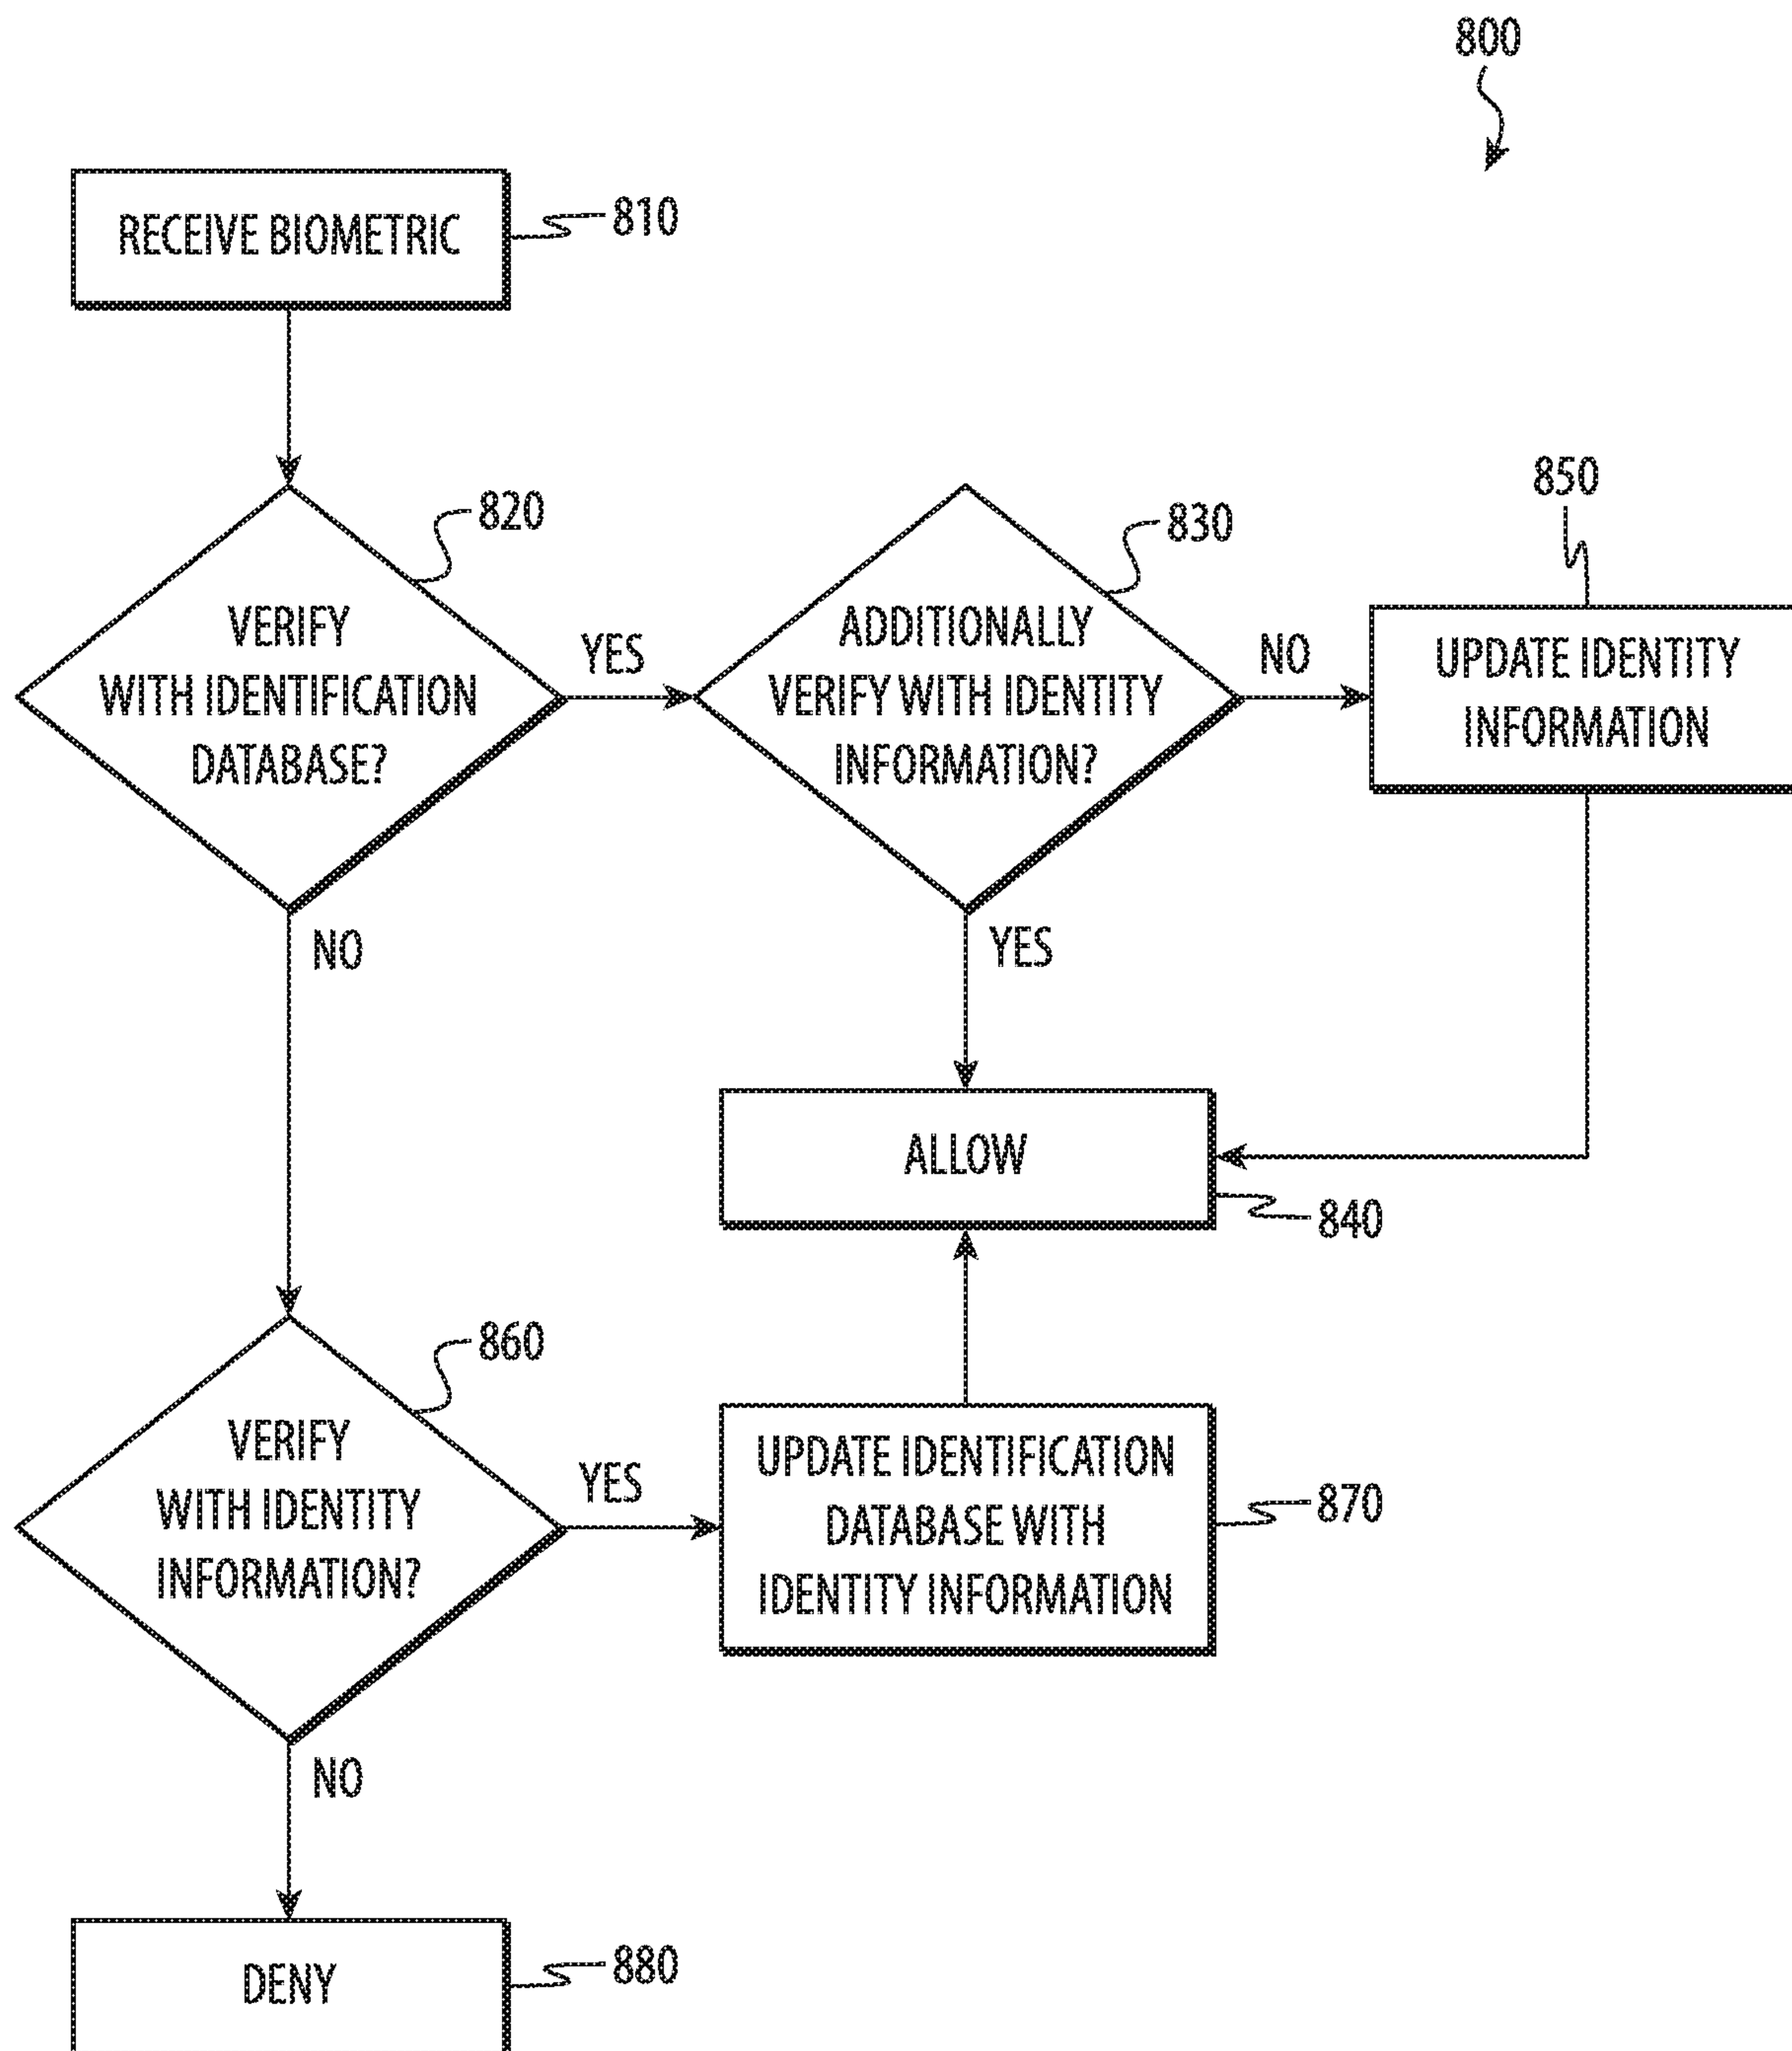 800
RECEIVE BIOMETRIC
810
820
VERIFY
WITH IDENTIFICATION
DATABASE?
YES
NO
830
ADDITIONALLY
VERIFY WITH IDENTITY
INFORMATION?
NO
YES
850
UPDATE IDENTITY
INFORMATION
ALLOW
840
860
VERIFY
WITH IDENTITY
INFORMATION?
YES
NO
UPDATE IDENTIFICATION
DATABASE WITH
IDENTITY INFORMATION
870
DENY
880